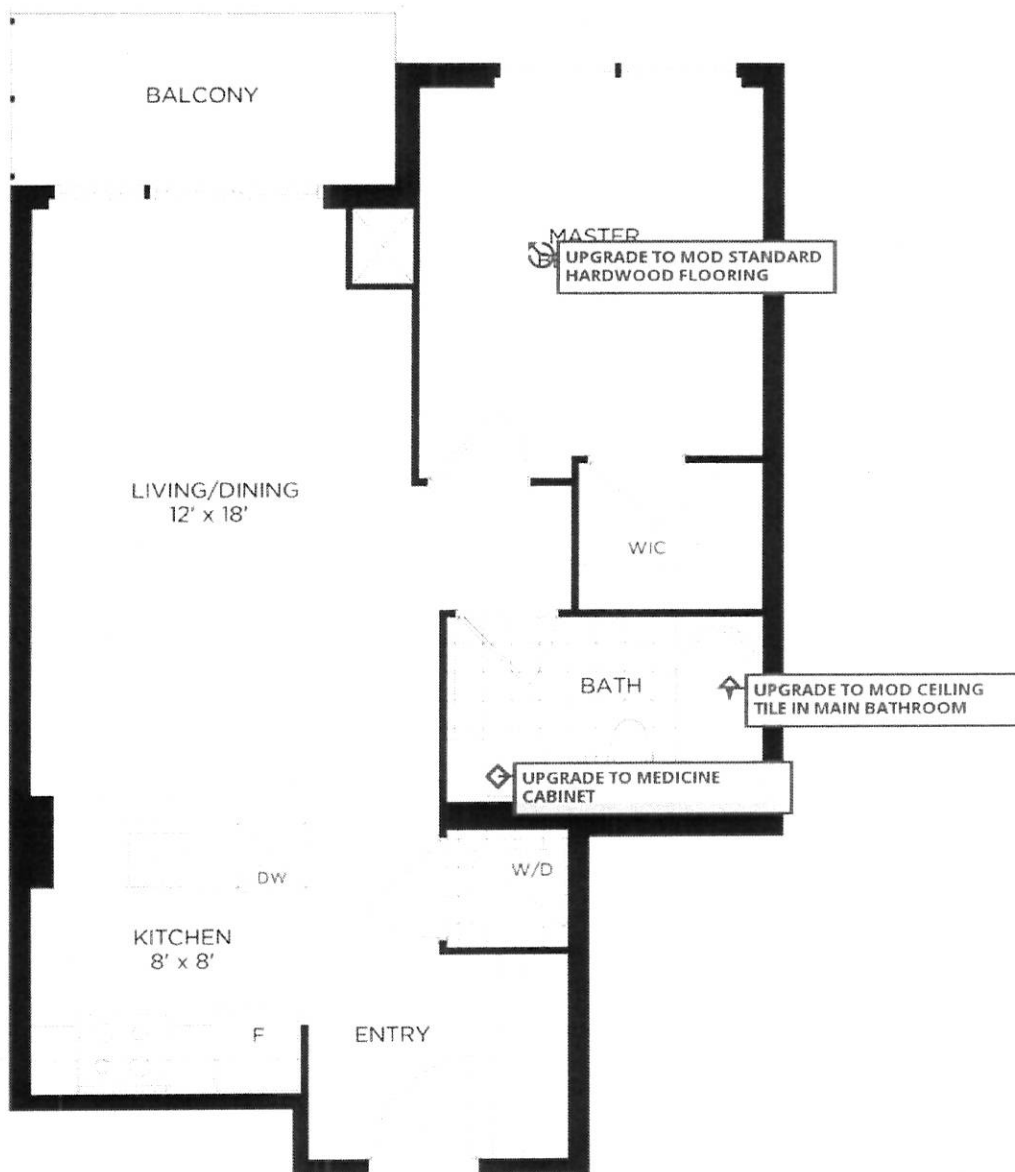 BALCONY
MASTER
UPGRADE TO MOD STANDARD
HARDWOOD FLOORING
LIVING/DINING
12' x 18'
WIC
BATH
UPGRADE TO MOD CEILING
TILE IN MAIN BATHROOM
UPGRADE TO MEDICINE
CABINET
W/D
DW
KITCHEN
8' x 8'
F
ENTRY